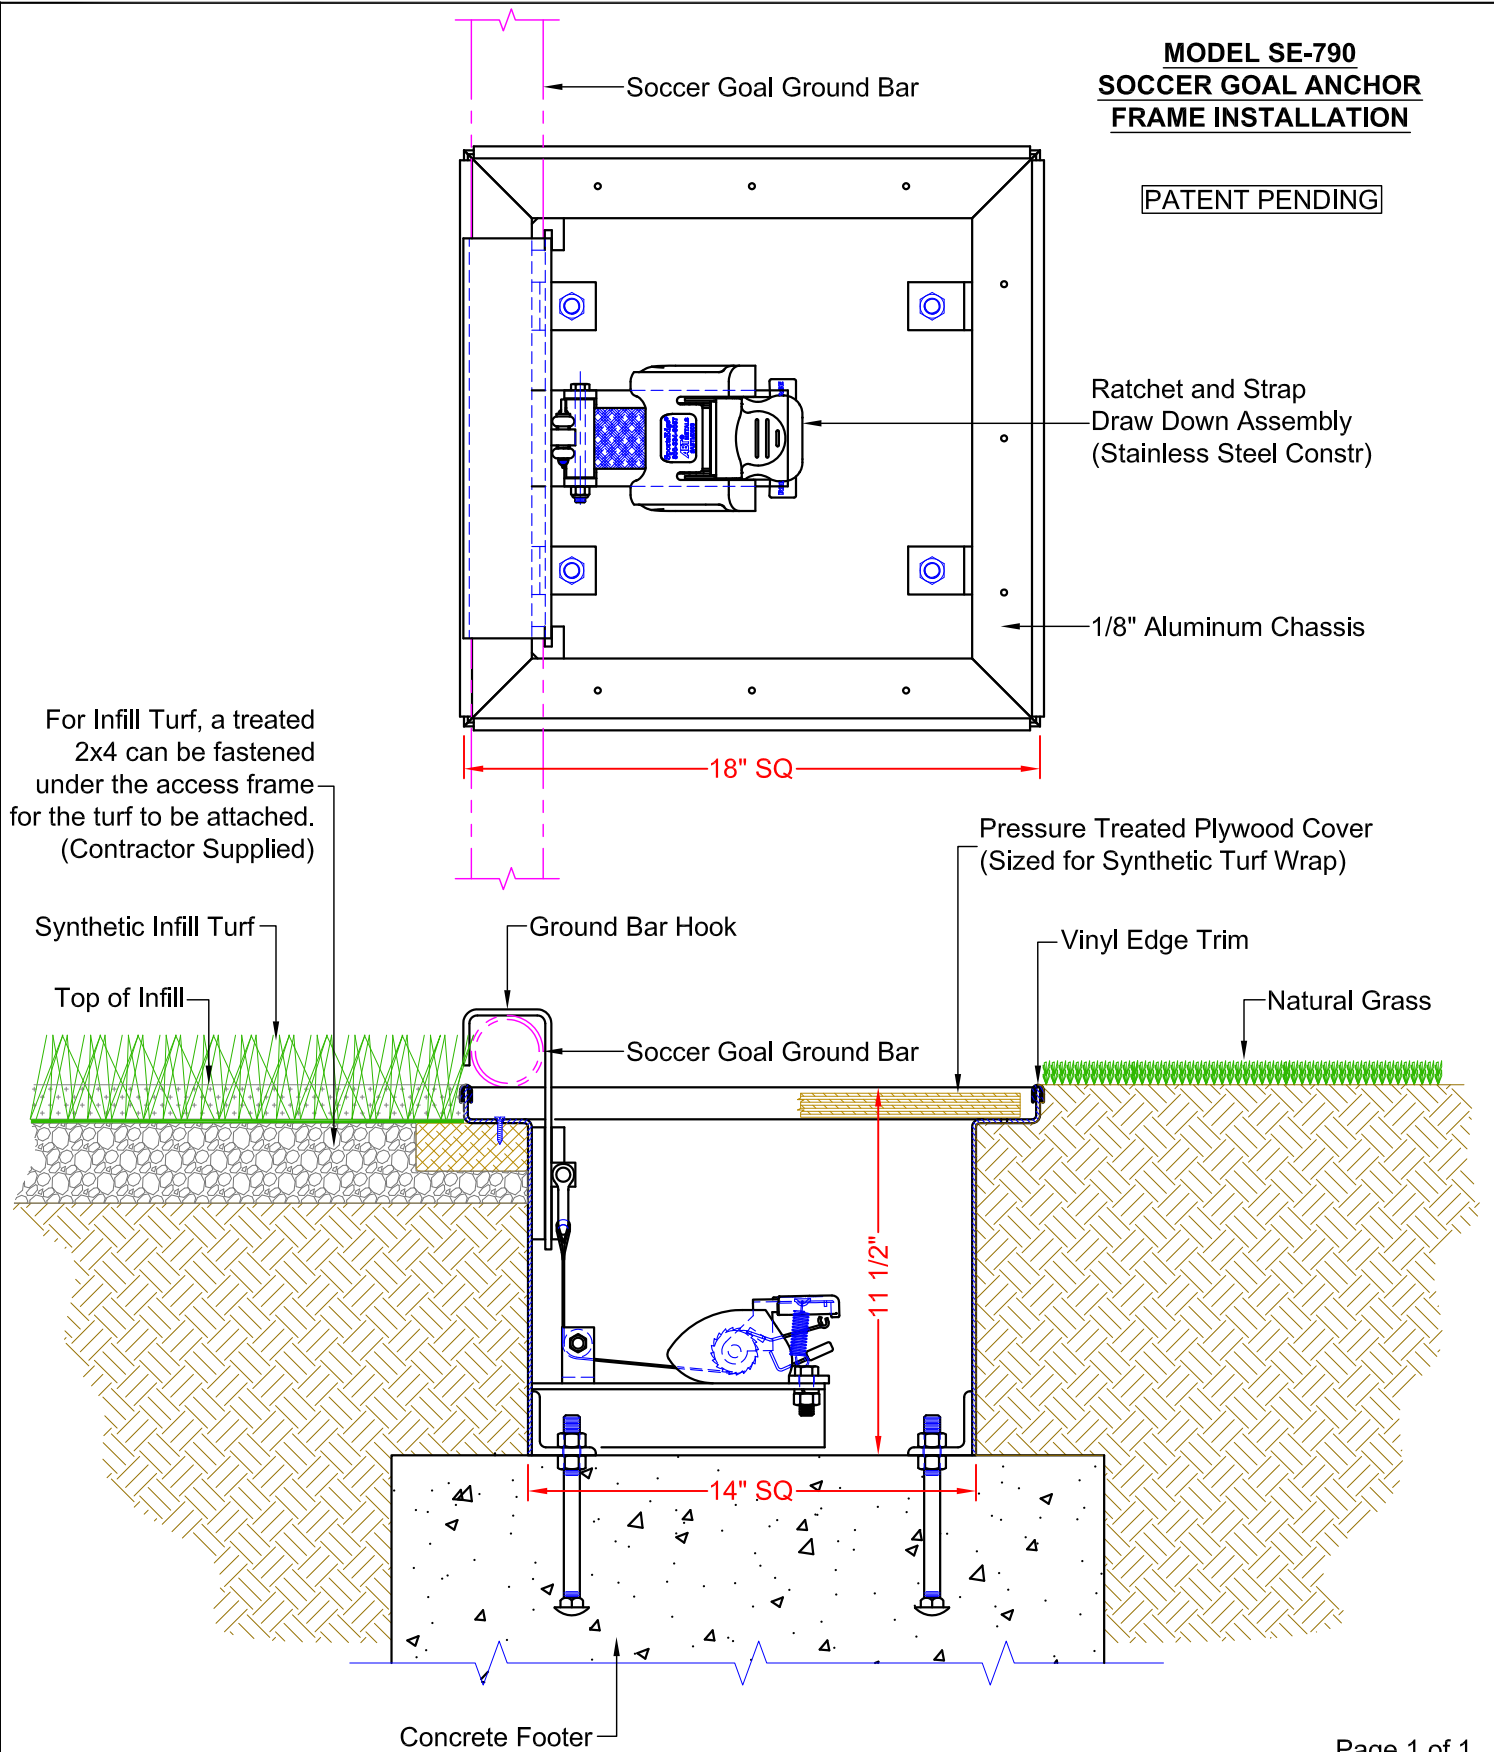 MODEL SE-790
SOCCER GOAL ANCHOR
FRAME INSTALLATION
PATENT PENDING
Soccer Goal Ground Bar
Ratchet and Strap
Draw Down Assembly
(Stainless Steel Constr)
1/8" Aluminum Chassis
18" SQ
For Infill Turf, a treated
2x4 can be fastened
under the access frame
for the turf to be attached.
(Contractor Supplied)
Pressure Treated Plywood Cover
(Sized for Synthetic Turf Wrap)
Synthetic Infill Turf
Ground Bar Hook
Vinyl Edge Trim
Top of Infill
Natural Grass
Soccer Goal Ground Bar
11 1/2"
14" SQ
Concrete Footer
Page 1 of 1